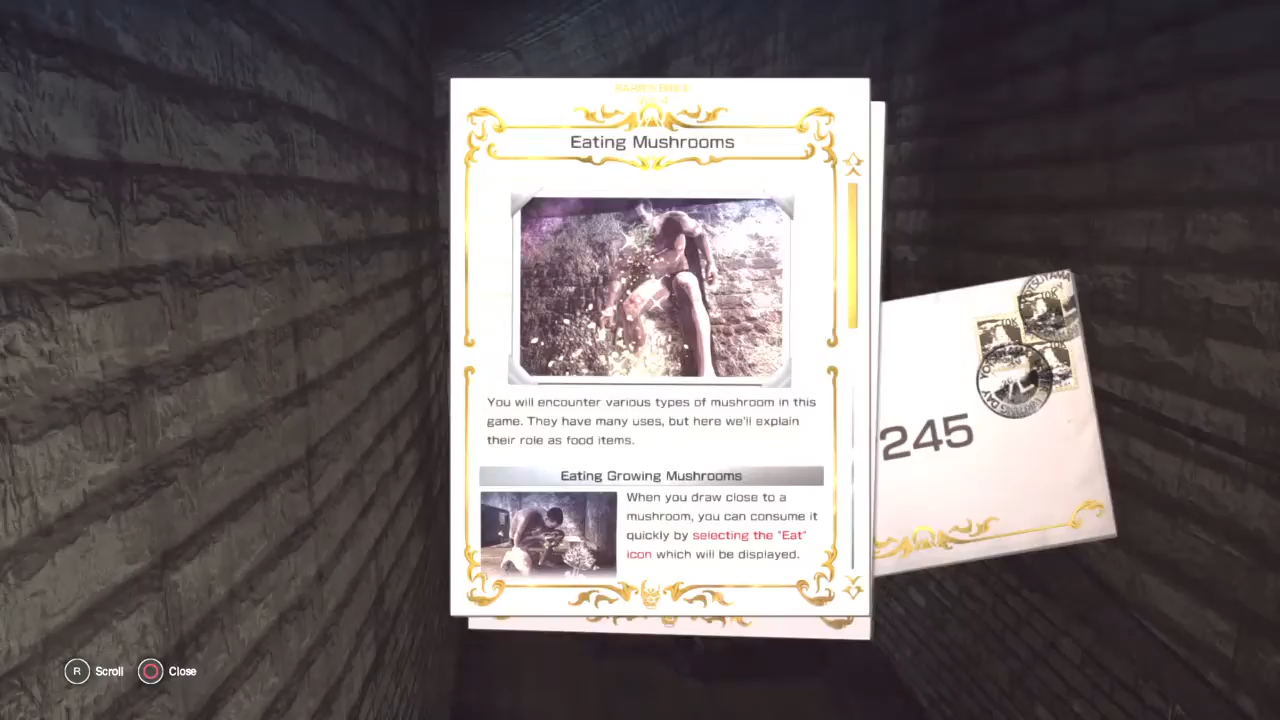 Eating Mushrooms
You will encounter various types of mushroom in this
game. They have many uses, but here we'll explain
their role as food items.
Eating Growing Mushrooms
When you draw close to a
mushroom, you can consume it
quickly by selecting the "Eat"
icon which will be displayed.
245
10K
R Scroll
Close